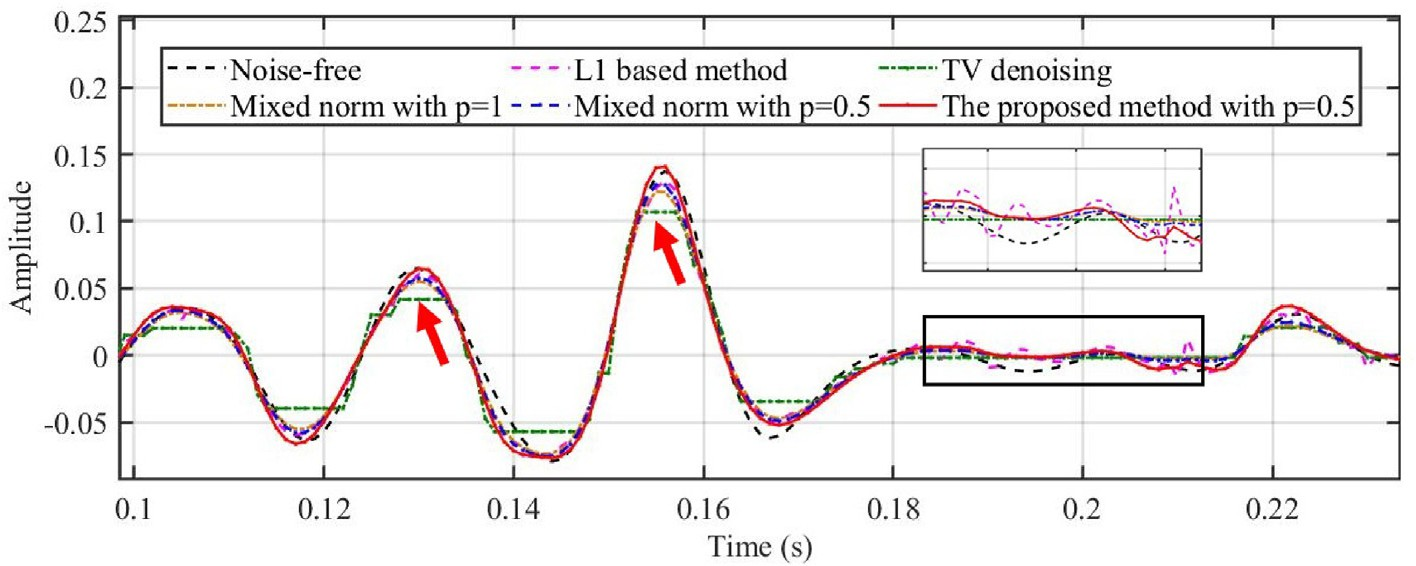 0.25
Noise-free L1 based method TV denoising
0.2
Mixed norm with p=1 Mixed norm with p=0.5 The proposed method with p=0.5
0.15
0.1
0.05
0
-0.05
Amplitude
0.1 0.12 0.14 0.16 0.18 0.2 0.22
Time (s)